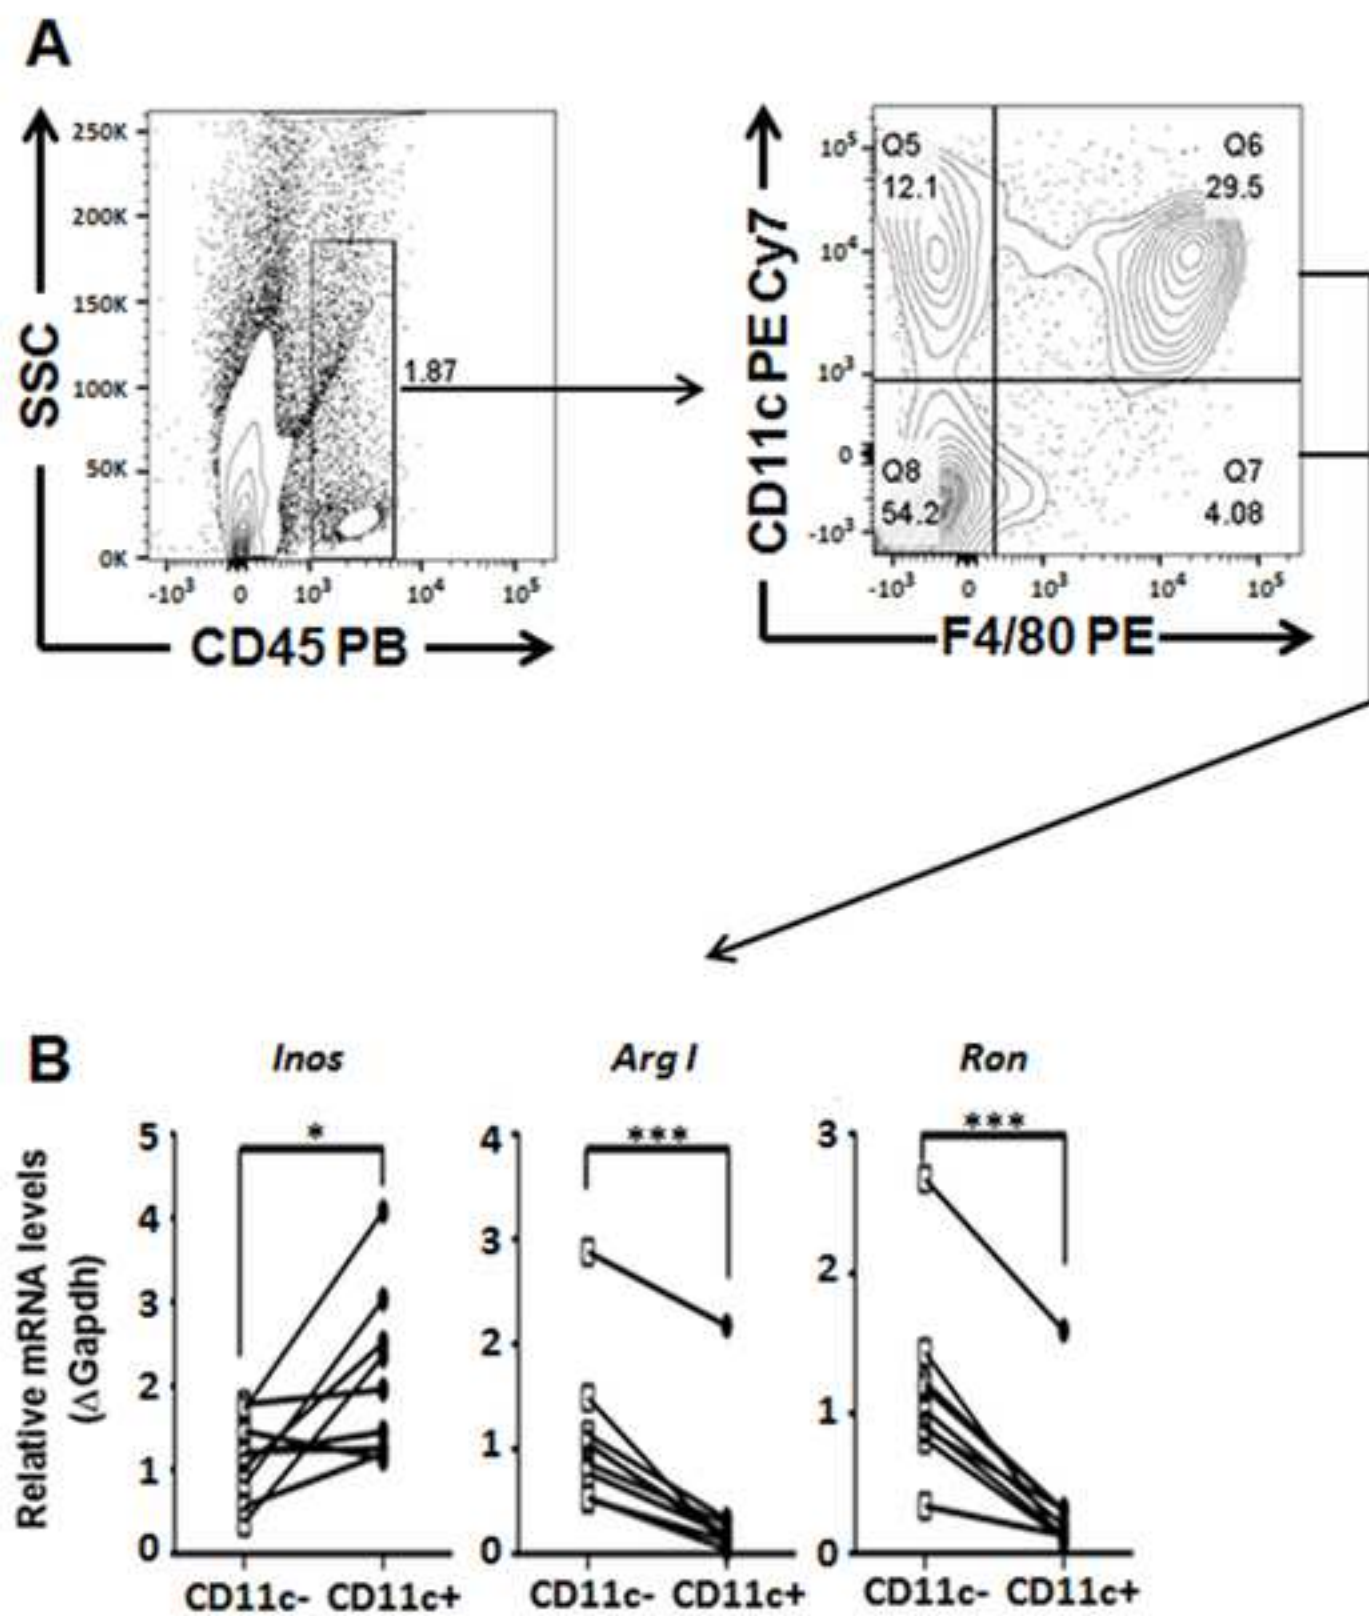 A
SSC
250K
200K
150K
100K
50K
0K
1.87
-10³ 0 10³ 10⁴ 10⁵
CD45 PB
CD11c PE Cy7
10⁵
10⁴
10³
0
-10³
Q5
12.1
Q6
29.5
Q8
54.2
Q7
4.08
-10³ 0 10³ 10⁴ 10⁵
F4/80 PE
B
Relative mRNA levels
(ΔGapdh)
Inos
*
5
4
3
2
1
0
CD11c- CD11c+
Arg I
***
4
3
2
1
0
CD11c- CD11c+
Ron
***
3
2
1
0
CD11c- CD11c+